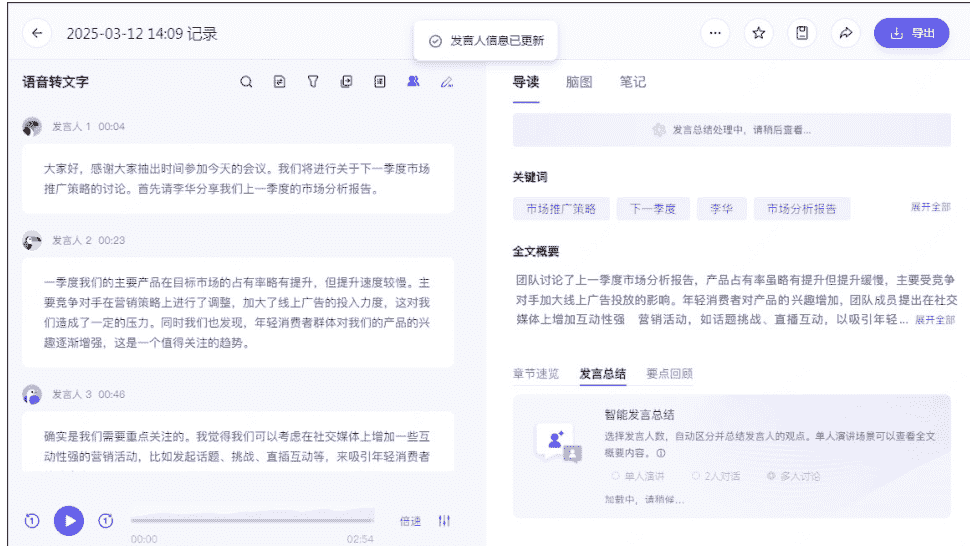 2025-03-12 14:09 记录
发言人信息已更新
导出
语音转文字
发言人 1 00:04
大家好，感谢大家抽出时间参加今天的会议。我们将进行关于下一季度市场
推广策略的讨论。首先请李华分享我们上一季度的市场分析报告。
发言人 2 00:23
一季度我们的主要产品在目标市场的占有率略有提升，但提升速度较慢。主
要竞争对手在营销策略上进行了调整，加大了线上广告的投入力度，这对我
们造成了一定的压力。同时我们也发现，年轻消费者群体对我们的产品的兴
趣逐渐增强，这是一个值得关注的趋势。
发言人 3 00:46
确实是我们需要重点关注的。我觉得我们可以考虑在社交媒体上增加一些互
动性强的营销活动，比如发起话题、挑战、直播互动等，来吸引年轻消费者
00:00
02:54
倍速
导读 脑图 笔记
发言总结处理中，请稍后查看...
关键词
市场推广策略 下一季度 李华 市场分析报告 展开全部
全文概要
团队讨论了上一季度市场分析报告，产品占有率虽略有提升但提升缓慢，主要受竞争
对手加大线上广告投放的影响。年轻消费者对产品的兴趣增加，团队成员提出在社交
媒体上增加互动性强 营销活动，如话题挑战、直播互动，以吸引年轻... 展开全部
章节速览 发言总结 要点回顾
智能发言总结
选择发言人数，自动区分并总结发言人的观点。单人演讲场景可以查看全文
概要内容。
单人演讲 2人对话 多人讨论
加载中，请稍候...